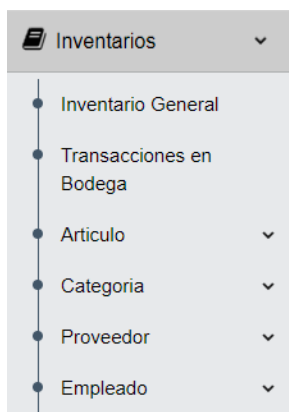 Inventarios
Inventario General
Transacciones en
Bodega
Articulo
Categoria
Proveedor
Empleado